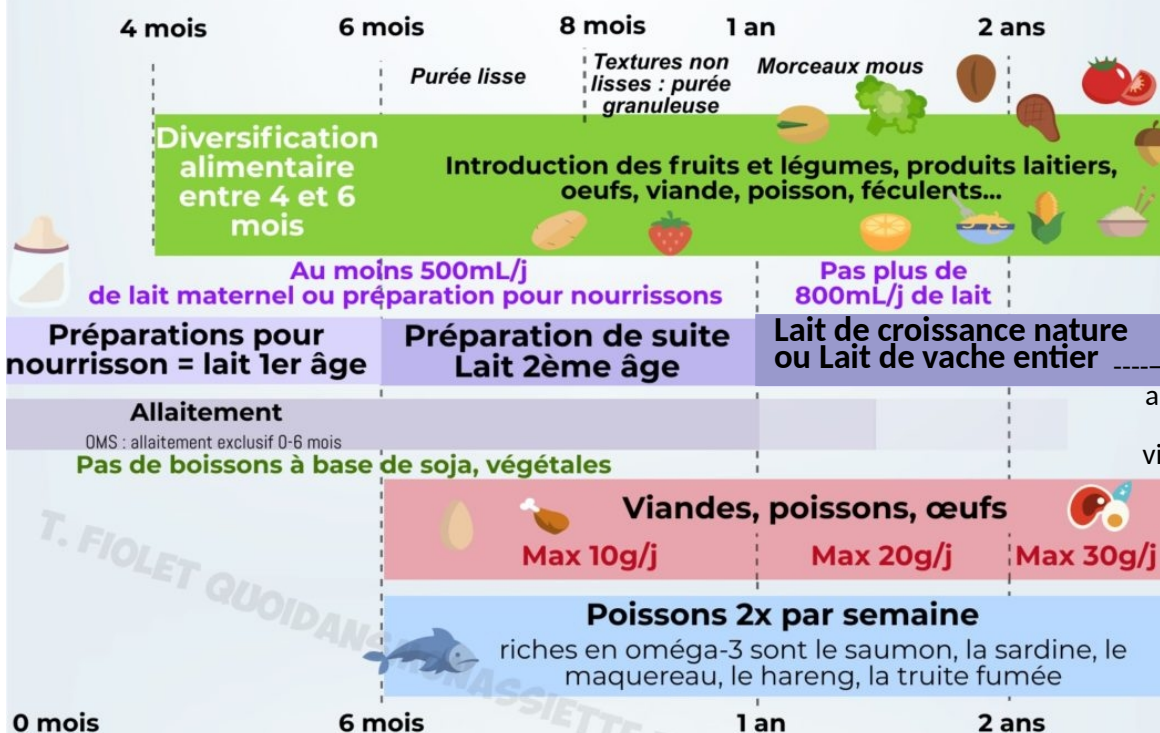 4 mois
6 mois
8 mois
1 an
2 ans
Purée lisse
Textures non
lisses : purée
granuleuse
Morceaux mous
Diversification
alimentaire
entre 4 et 6
mois
Introduction des fruits et légumes, produits laitiers,
oeufs, viande, poisson, féculents...
Au moins 500mL/j
de lait maternel ou préparation pour nourrissons
Pas plus de
800mL/j de lait
Préparations pour
nourrisson = lait 1er âge
Préparation de suite
Lait 2ème âge
Lait de croissance nature
ou Lait de vache entier
a
Allaitement
OMS : allaitement exclusif 0-6 mois
vi
Pas de boissons à base de soja, végétales
Viandes, poissons, œufs
Max 10g/j
Max 20g/j
Max 30g/j
Poissons 2x par semaine
riches en oméga-3 sont le saumon, la sardine, le
maquereau, le hareng, la truite fumée
T. FIOLET QUOIDANSMONASSIETTE
0 mois
6 mois
1 an
2 ans